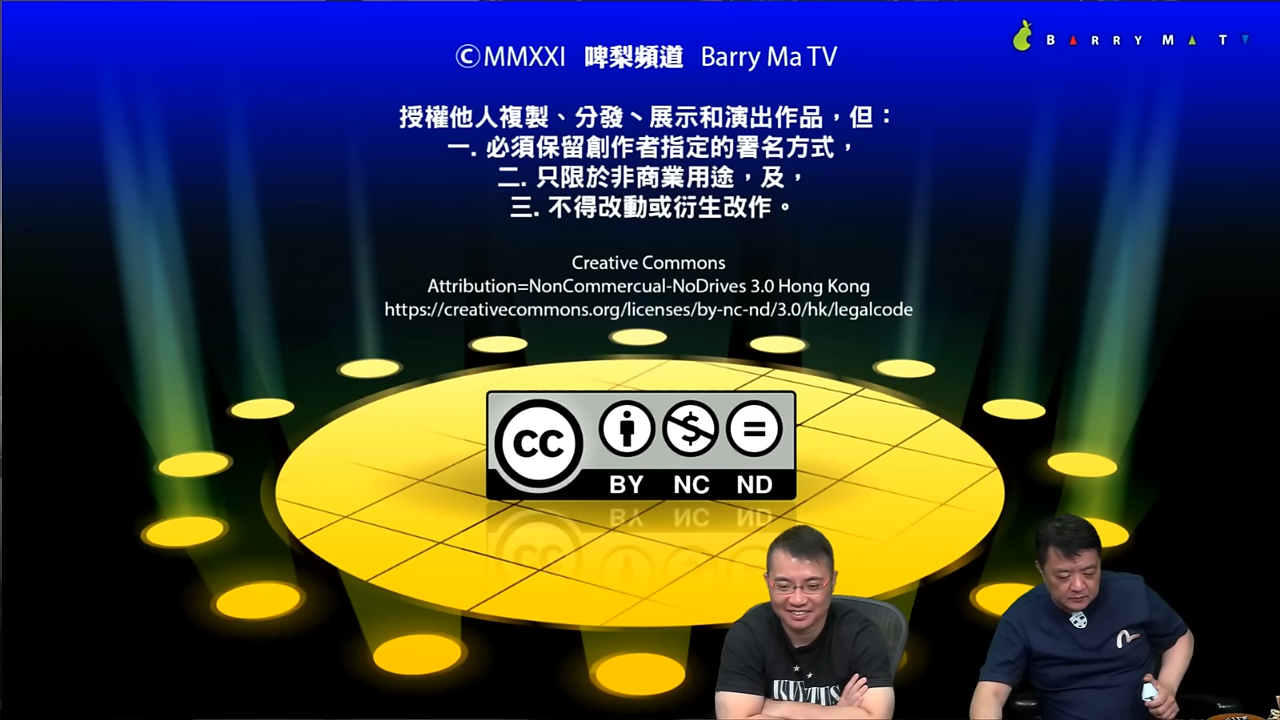 ⒸMMXXI 啤梨頻道 Barry Ma TV
BARRY MA TV
授權他人複製、分發、展示和演出作品，但：
一. 必須保留創作者指定的署名方式，
二. 只限於非商業用途，及，
三. 不得改動或衍生改作。
Creative Commons
Attribution=NonCommercual-NoDrives 3.0 Hong Kong
https://creativecommons.org/licenses/by-nc-nd/3.0/hk/legalcode
CC
BY NC ND